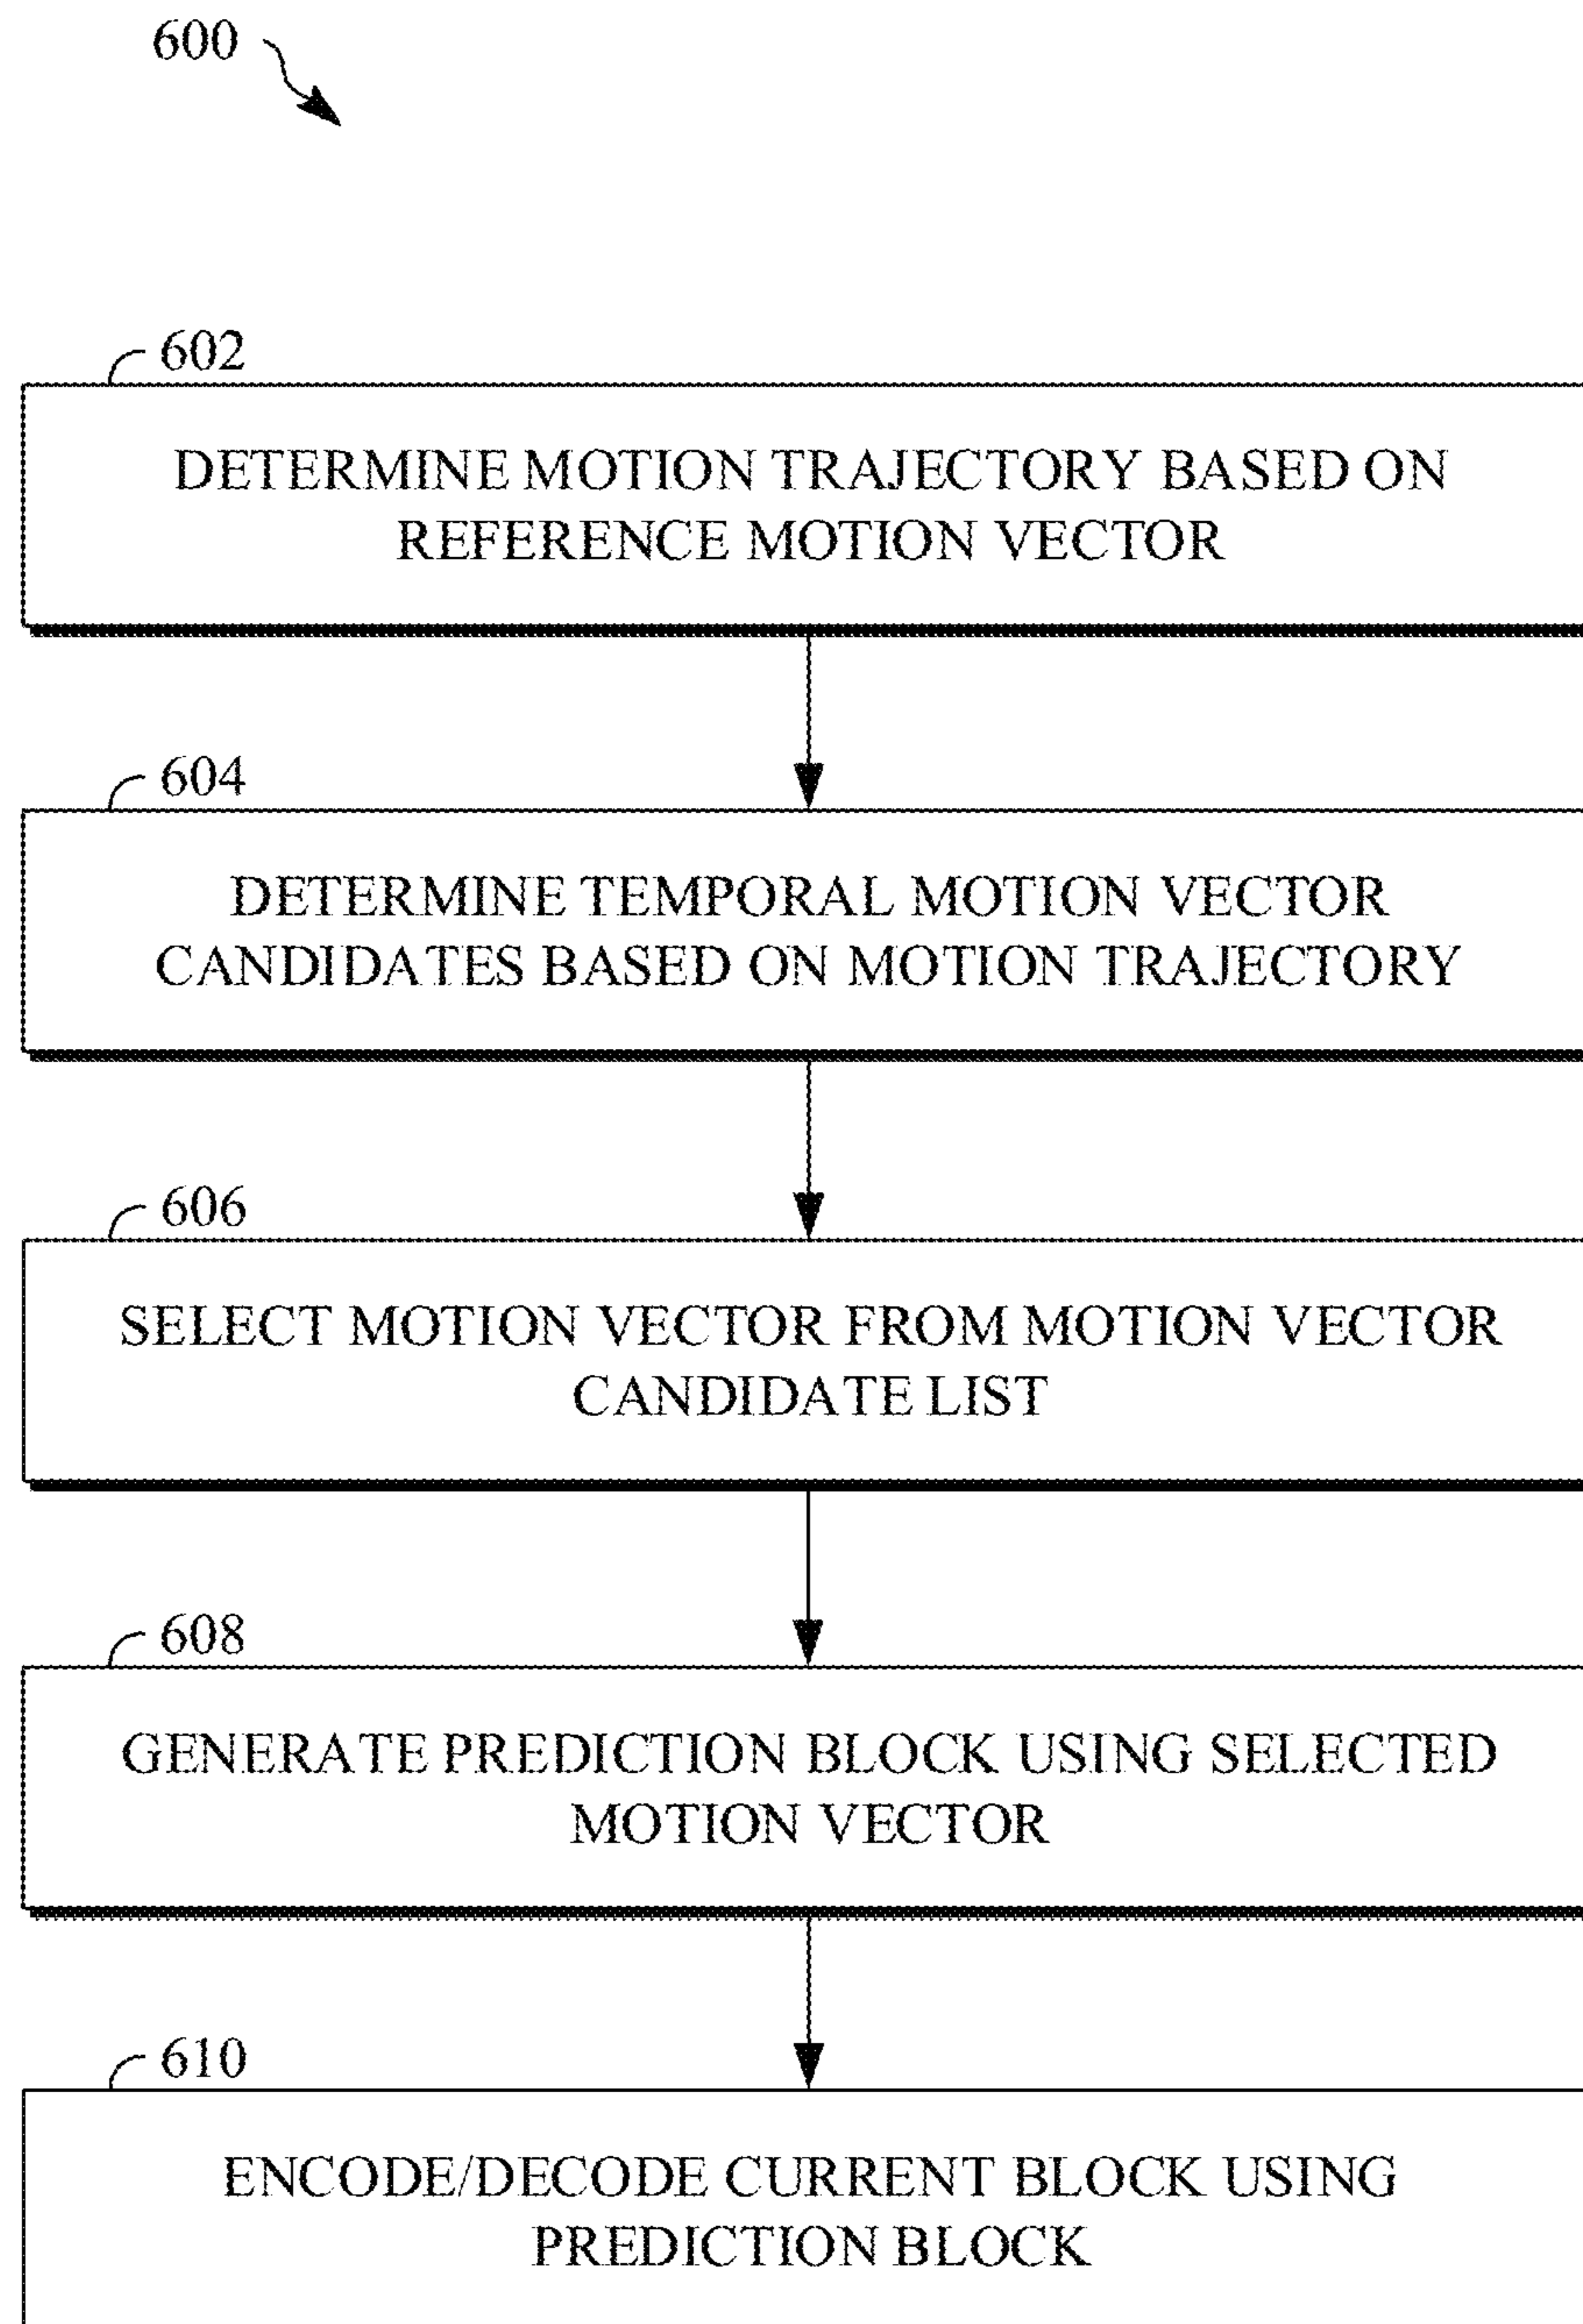 600
602
DETERMINE MOTION TRAJECTORY BASED ON
REFERENCE MOTION VECTOR
604
DETERMINE TEMPORAL MOTION VECTOR
CANDIDATES BASED ON MOTION TRAJECTORY
606
SELECT MOTION VECTOR FROM MOTION VECTOR
CANDIDATE LIST
608
GENERATE PREDICTION BLOCK USING SELECTED
MOTION VECTOR
610
ENCODE/DECODE CURRENT BLOCK USING
PREDICTION BLOCK